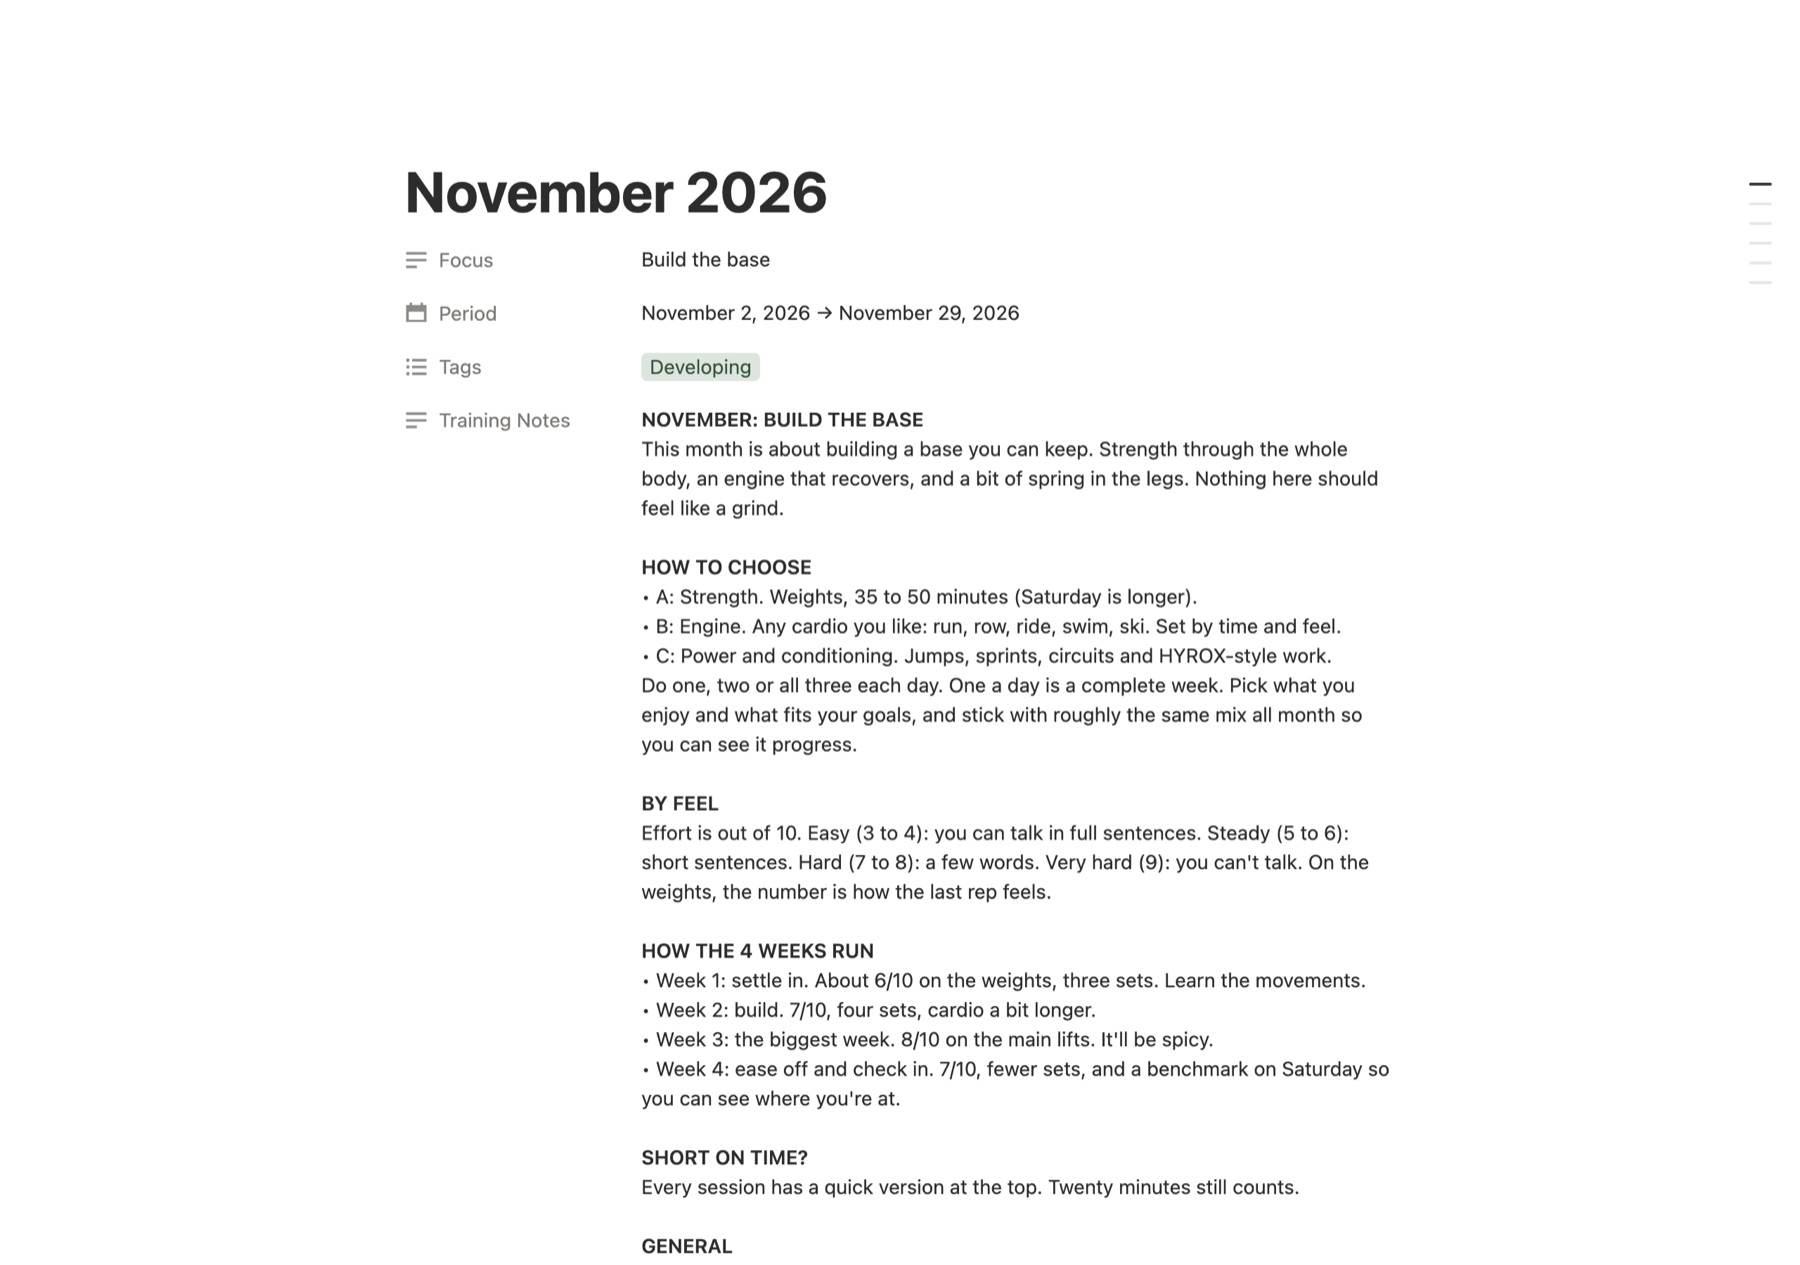 November 2026
Focus
Build the base
Period
November 2, 2026 → November 29, 2026
Tags
Developing
Training Notes
NOVEMBER: BUILD THE BASE
This month is about building a base you can keep. Strength through the whole
body, an engine that recovers, and a bit of spring in the legs. Nothing here should
feel like a grind.
HOW TO CHOOSE
• A: Strength. Weights, 35 to 50 minutes (Saturday is longer).
• B: Engine. Any cardio you like: run, row, ride, swim, ski. Set by time and feel.
• C: Power and conditioning. Jumps, sprints, circuits and HYROX-style work.
Do one, two or all three each day. One a day is a complete week. Pick what you
enjoy and what fits your goals, and stick with roughly the same mix all month so
you can see it progress.
BY FEEL
Effort is out of 10. Easy (3 to 4): you can talk in full sentences. Steady (5 to 6):
short sentences. Hard (7 to 8): a few words. Very hard (9): you can't talk. On the
weights, the number is how the last rep feels.
HOW THE 4 WEEKS RUN
• Week 1: settle in. About 6/10 on the weights, three sets. Learn the movements.
• Week 2: build. 7/10, four sets, cardio a bit longer.
• Week 3: the biggest week. 8/10 on the main lifts. It'll be spicy.
• Week 4: ease off and check in. 7/10, fewer sets, and a benchmark on Saturday so
you can see where you're at.
SHORT ON TIME?
Every session has a quick version at the top. Twenty minutes still counts.
GENERAL